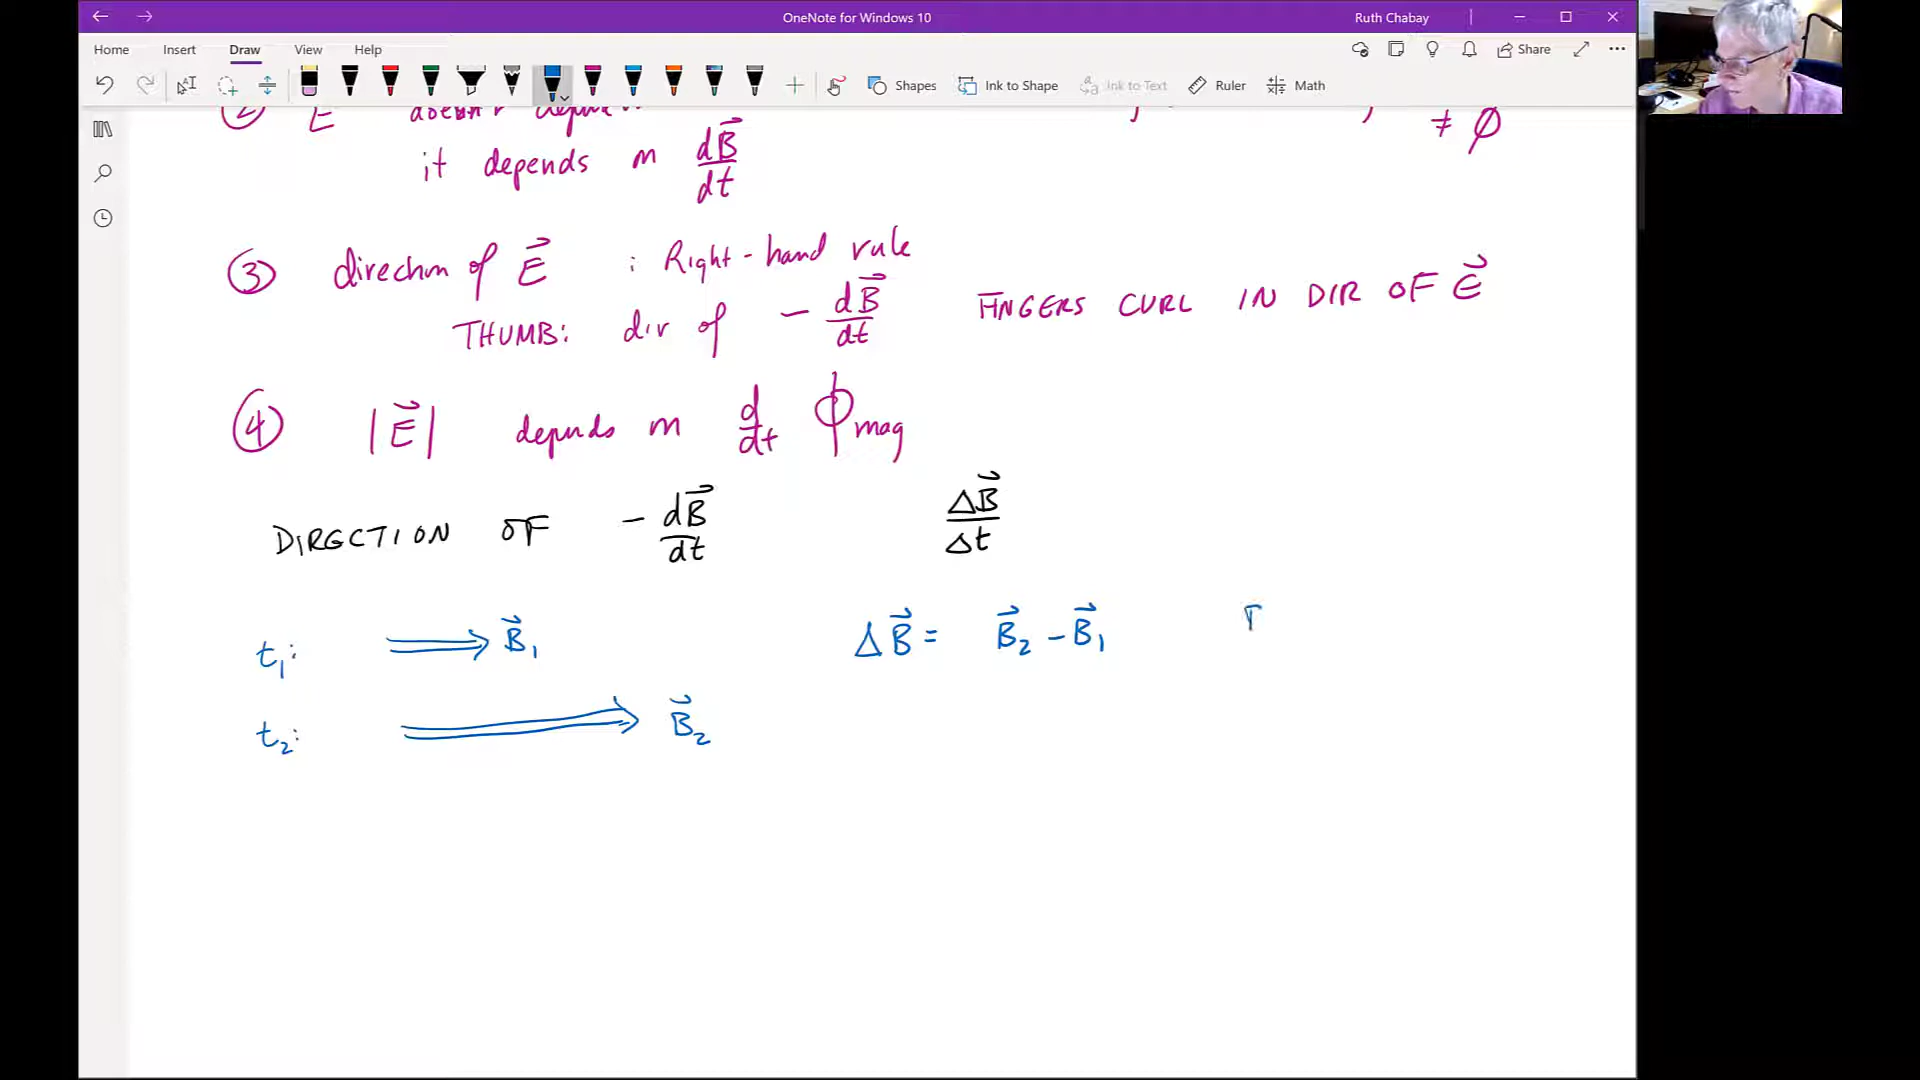 OneNote for Windows 10
Ruth Chabay
Home Insert Draw View Help
Share
Shapes Ink to Shape Ink to Text Ruler Math
② E
≠ ∅
it depends on dB⃗/dt
③ direction of E⃗ : Right-hand rule
THUMB: dir of - dB⃗/dt FINGERS CURL IN DIR OF E⃗
④ |E⃗| depends on d/dt Φmag
DIRECTION OF - dB⃗/dt ΔB⃗/Δt
t₁: B⃗₁ ΔB⃗ = B⃗₂ - B⃗₁
t₂: B⃗₂